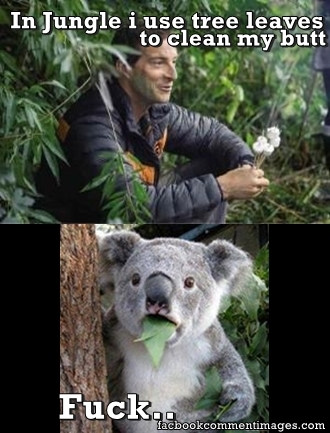 In Jungle i use tree leaves
to clean my butt
Fuck..
facbookcommentimages.com